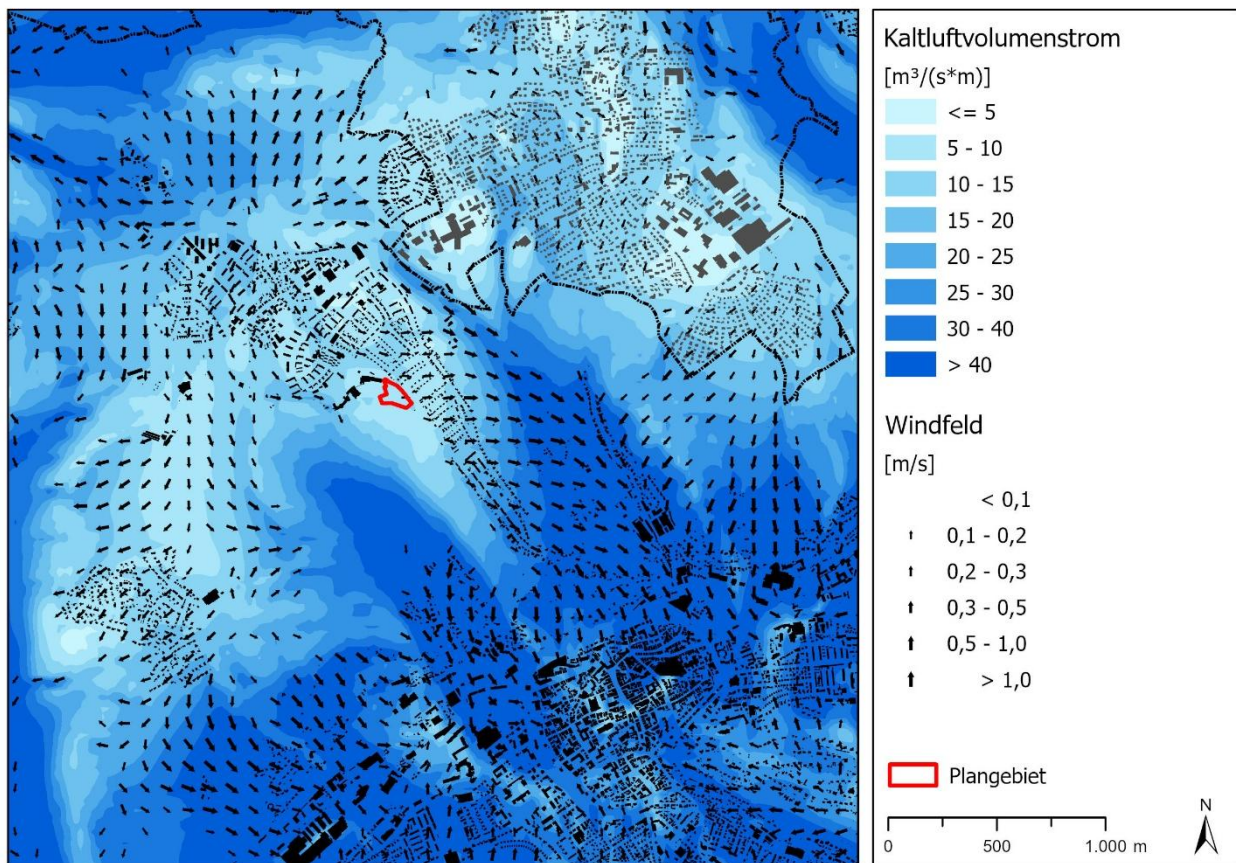 Kaltluftvolumenstrom
[m³/(s*m)]
<= 5
5 - 10
10 - 15
15 - 20
20 - 25
25 - 30
30 - 40
> 40
Windfeld
[m/s]
< 0,1
0,1 - 0,2
0,2 - 0,3
0,3 - 0,5
0,5 - 1,0
> 1,0
Plangebiet
N
0 500 1.000 m